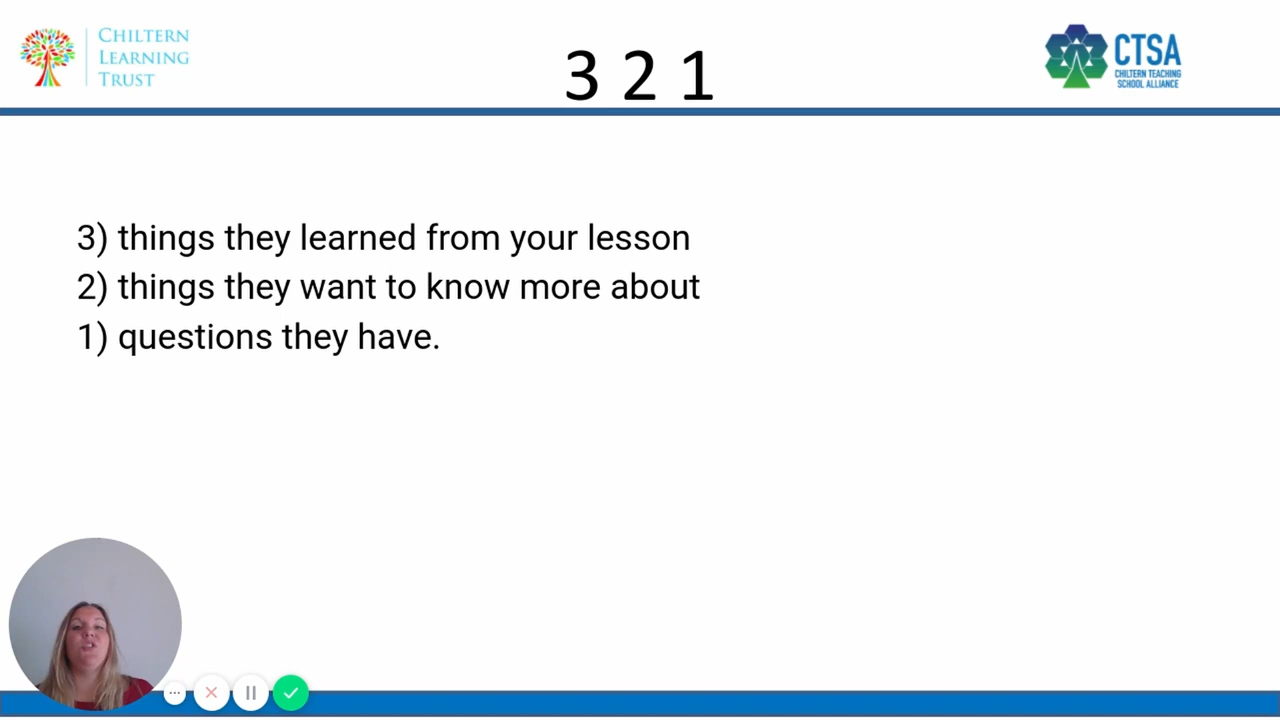 CHILTERN
LEARNING
TRUST
3 2 1
CTSA
CHILTERN TEACHING
SCHOOL ALLIANCE
3) things they learned from your lesson
2) things they want to know more about
1) questions they have.